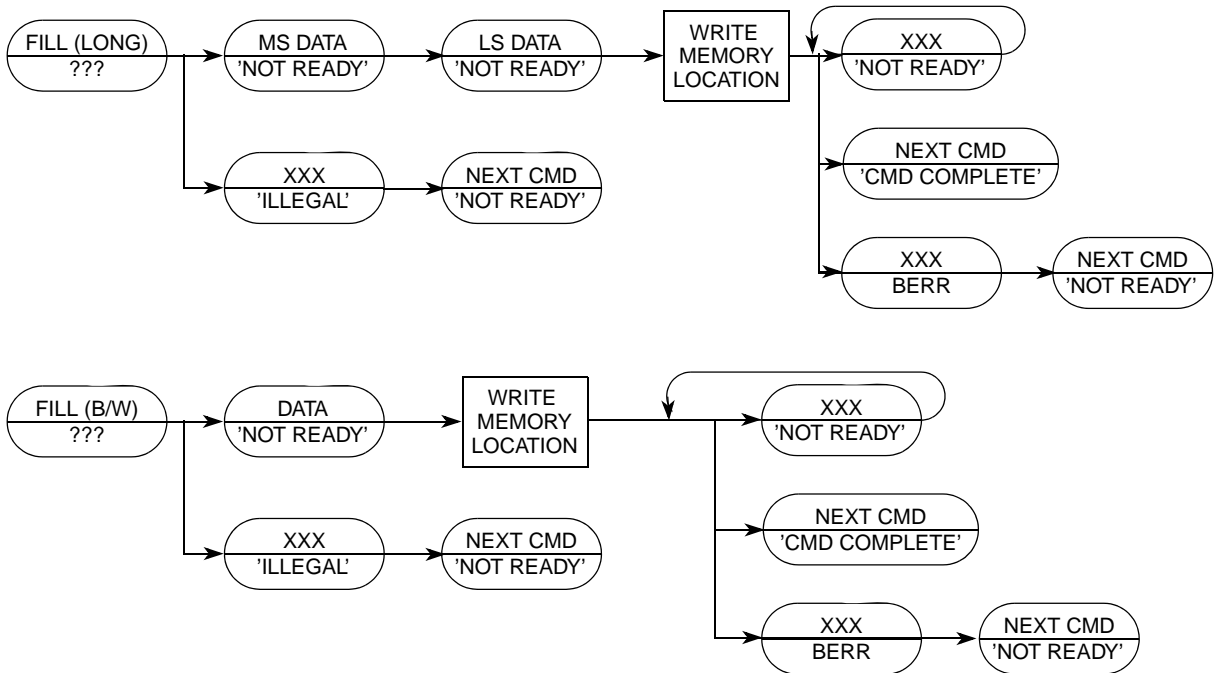 FILL (LONG)
???
MS DATA
'NOT READY'
LS DATA
'NOT READY'
WRITE
MEMORY
LOCATION
XXX
'NOT READY'
XXX
'ILLEGAL'
NEXT CMD
'NOT READY'
NEXT CMD
'CMD COMPLETE'
XXX
BERR
NEXT CMD
'NOT READY'
FILL (B/W)
???
DATA
'NOT READY'
WRITE
MEMORY
LOCATION
XXX
'NOT READY'
XXX
'ILLEGAL'
NEXT CMD
'NOT READY'
NEXT CMD
'CMD COMPLETE'
XXX
BERR
NEXT CMD
'NOT READY'